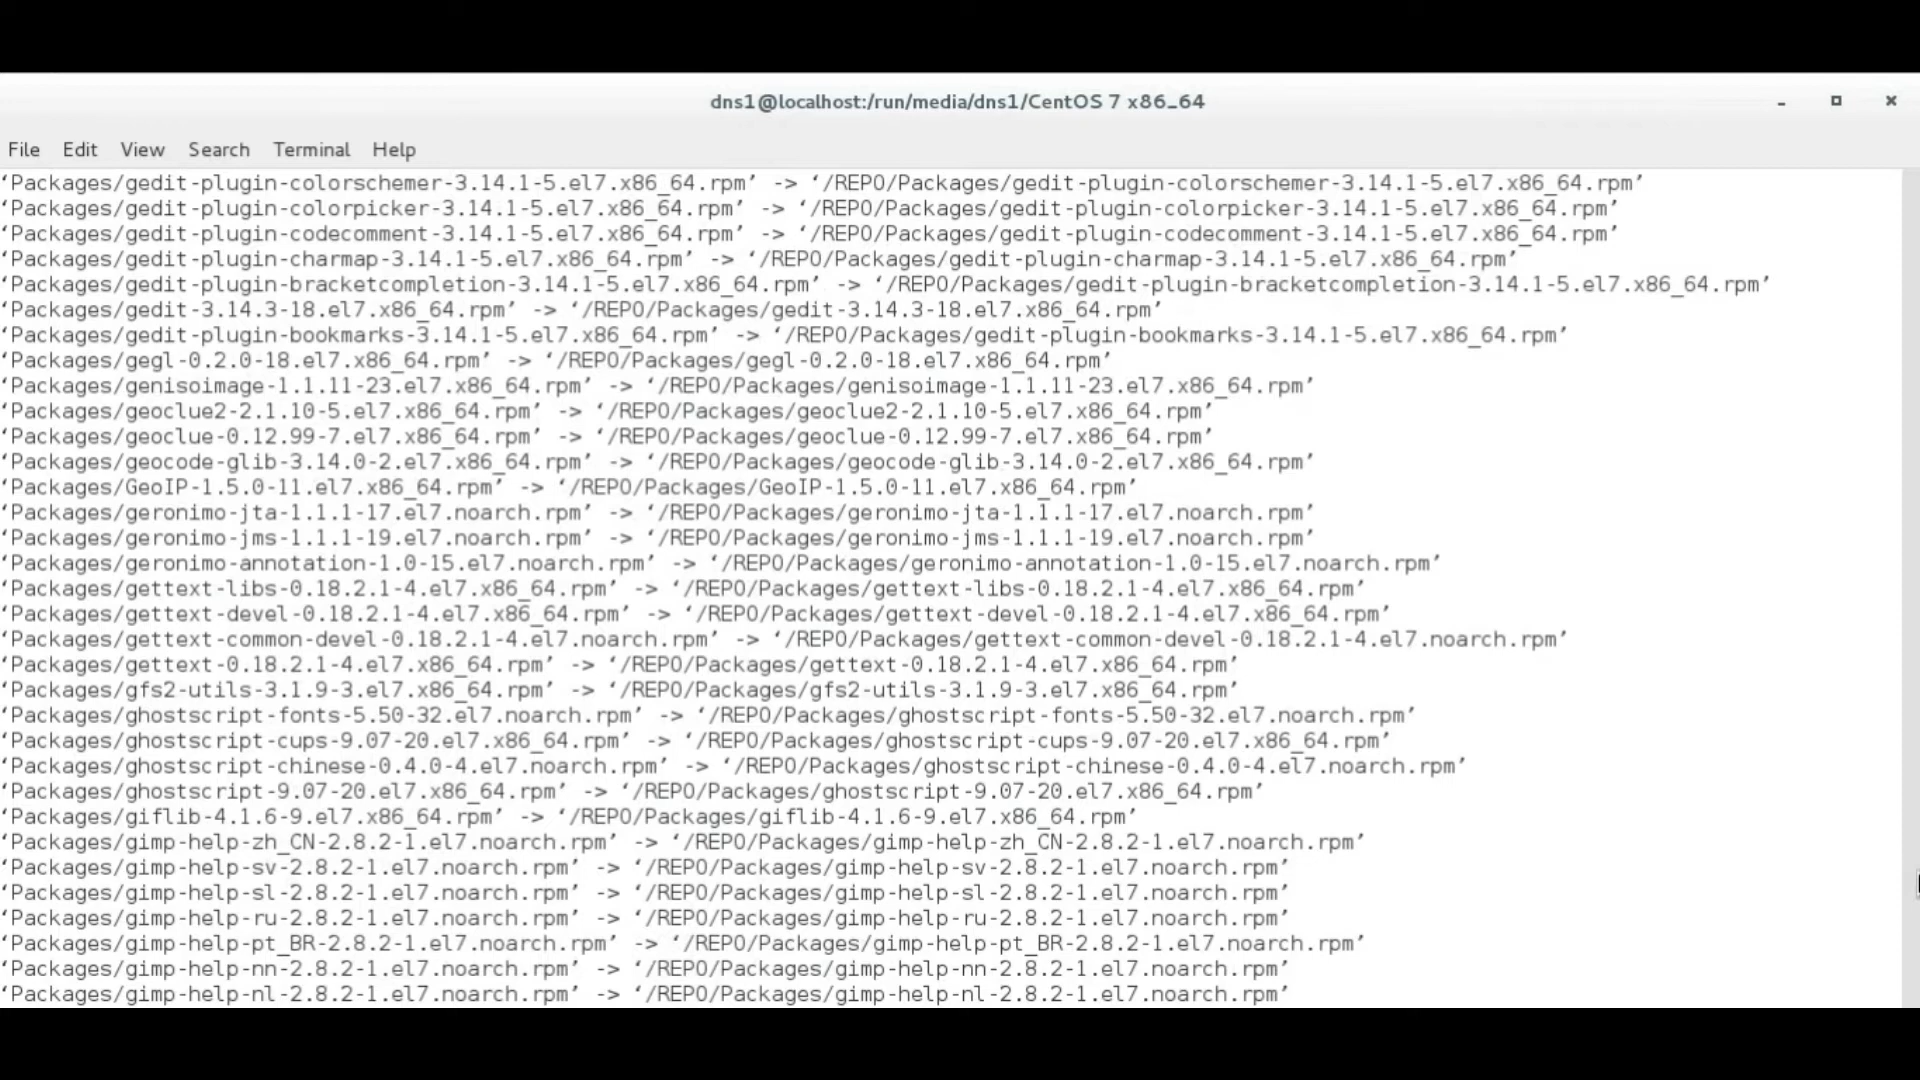 dns1@localhost:/run/media/dns1/CentOS 7 x86_64
File Edit View Search Terminal Help
‘Packages/gedit-plugin-colorschemer-3.14.1-5.el7.x86_64.rpm’ -> ‘/REPO/Packages/gedit-plugin-colorschemer-3.14.1-5.el7.x86_64.rpm’
‘Packages/gedit-plugin-colorpicker-3.14.1-5.el7.x86_64.rpm’ -> ‘/REPO/Packages/gedit-plugin-colorpicker-3.14.1-5.el7.x86_64.rpm’
‘Packages/gedit-plugin-codecomment-3.14.1-5.el7.x86_64.rpm’ -> ‘/REPO/Packages/gedit-plugin-codecomment-3.14.1-5.el7.x86_64.rpm’
‘Packages/gedit-plugin-charmap-3.14.1-5.el7.x86_64.rpm’ -> ‘/REPO/Packages/gedit-plugin-charmap-3.14.1-5.el7.x86_64.rpm’
‘Packages/gedit-plugin-bracketcompletion-3.14.1-5.el7.x86_64.rpm’ -> ‘/REPO/Packages/gedit-plugin-bracketcompletion-3.14.1-5.el7.x86_64.rpm’
‘Packages/gedit-3.14.3-18.el7.x86_64.rpm’ -> ‘/REPO/Packages/gedit-3.14.3-18.el7.x86_64.rpm’
‘Packages/gedit-plugin-bookmarks-3.14.1-5.el7.x86_64.rpm’ -> ‘/REPO/Packages/gedit-plugin-bookmarks-3.14.1-5.el7.x86_64.rpm’
‘Packages/gegl-0.2.0-18.el7.x86_64.rpm’ -> ‘/REPO/Packages/gegl-0.2.0-18.el7.x86_64.rpm’
‘Packages/genisoimage-1.1.11-23.el7.x86_64.rpm’ -> ‘/REPO/Packages/genisoimage-1.1.11-23.el7.x86_64.rpm’
‘Packages/geoclue2-2.1.10-5.el7.x86_64.rpm’ -> ‘/REPO/Packages/geoclue2-2.1.10-5.el7.x86_64.rpm’
‘Packages/geoclue-0.12.99-7.el7.x86_64.rpm’ -> ‘/REPO/Packages/geoclue-0.12.99-7.el7.x86_64.rpm’
‘Packages/geocode-glib-3.14.0-2.el7.x86_64.rpm’ -> ‘/REPO/Packages/geocode-glib-3.14.0-2.el7.x86_64.rpm’
‘Packages/GeoIP-1.5.0-11.el7.x86_64.rpm’ -> ‘/REPO/Packages/GeoIP-1.5.0-11.el7.x86_64.rpm’
‘Packages/geronimo-jta-1.1.1-17.el7.noarch.rpm’ -> ‘/REPO/Packages/geronimo-jta-1.1.1-17.el7.noarch.rpm’
‘Packages/geronimo-jms-1.1.1-19.el7.noarch.rpm’ -> ‘/REPO/Packages/geronimo-jms-1.1.1-19.el7.noarch.rpm’
‘Packages/geronimo-annotation-1.0-15.el7.noarch.rpm’ -> ‘/REPO/Packages/geronimo-annotation-1.0-15.el7.noarch.rpm’
‘Packages/gettext-libs-0.18.2.1-4.el7.x86_64.rpm’ -> ‘/REPO/Packages/gettext-libs-0.18.2.1-4.el7.x86_64.rpm’
‘Packages/gettext-devel-0.18.2.1-4.el7.x86_64.rpm’ -> ‘/REPO/Packages/gettext-devel-0.18.2.1-4.el7.x86_64.rpm’
‘Packages/gettext-common-devel-0.18.2.1-4.el7.noarch.rpm’ -> ‘/REPO/Packages/gettext-common-devel-0.18.2.1-4.el7.noarch.rpm’
‘Packages/gettext-0.18.2.1-4.el7.x86_64.rpm’ -> ‘/REPO/Packages/gettext-0.18.2.1-4.el7.x86_64.rpm’
‘Packages/gfs2-utils-3.1.9-3.el7.x86_64.rpm’ -> ‘/REPO/Packages/gfs2-utils-3.1.9-3.el7.x86_64.rpm’
‘Packages/ghostscript-fonts-5.50-32.el7.noarch.rpm’ -> ‘/REPO/Packages/ghostscript-fonts-5.50-32.el7.noarch.rpm’
‘Packages/ghostscript-cups-9.07-20.el7.x86_64.rpm’ -> ‘/REPO/Packages/ghostscript-cups-9.07-20.el7.x86_64.rpm’
‘Packages/ghostscript-chinese-0.4.0-4.el7.noarch.rpm’ -> ‘/REPO/Packages/ghostscript-chinese-0.4.0-4.el7.noarch.rpm’
‘Packages/ghostscript-9.07-20.el7.x86_64.rpm’ -> ‘/REPO/Packages/ghostscript-9.07-20.el7.x86_64.rpm’
‘Packages/giflib-4.1.6-9.el7.x86_64.rpm’ -> ‘/REPO/Packages/giflib-4.1.6-9.el7.x86_64.rpm’
‘Packages/gimp-help-zh_CN-2.8.2-1.el7.noarch.rpm’ -> ‘/REPO/Packages/gimp-help-zh_CN-2.8.2-1.el7.noarch.rpm’
‘Packages/gimp-help-sv-2.8.2-1.el7.noarch.rpm’ -> ‘/REPO/Packages/gimp-help-sv-2.8.2-1.el7.noarch.rpm’
‘Packages/gimp-help-sl-2.8.2-1.el7.noarch.rpm’ -> ‘/REPO/Packages/gimp-help-sl-2.8.2-1.el7.noarch.rpm’
‘Packages/gimp-help-ru-2.8.2-1.el7.noarch.rpm’ -> ‘/REPO/Packages/gimp-help-ru-2.8.2-1.el7.noarch.rpm’
‘Packages/gimp-help-pt_BR-2.8.2-1.el7.noarch.rpm’ -> ‘/REPO/Packages/gimp-help-pt_BR-2.8.2-1.el7.noarch.rpm’
‘Packages/gimp-help-nn-2.8.2-1.el7.noarch.rpm’ -> ‘/REPO/Packages/gimp-help-nn-2.8.2-1.el7.noarch.rpm’
‘Packages/gimp-help-nl-2.8.2-1.el7.noarch.rpm’ -> ‘/REPO/Packages/gimp-help-nl-2.8.2-1.el7.noarch.rpm’